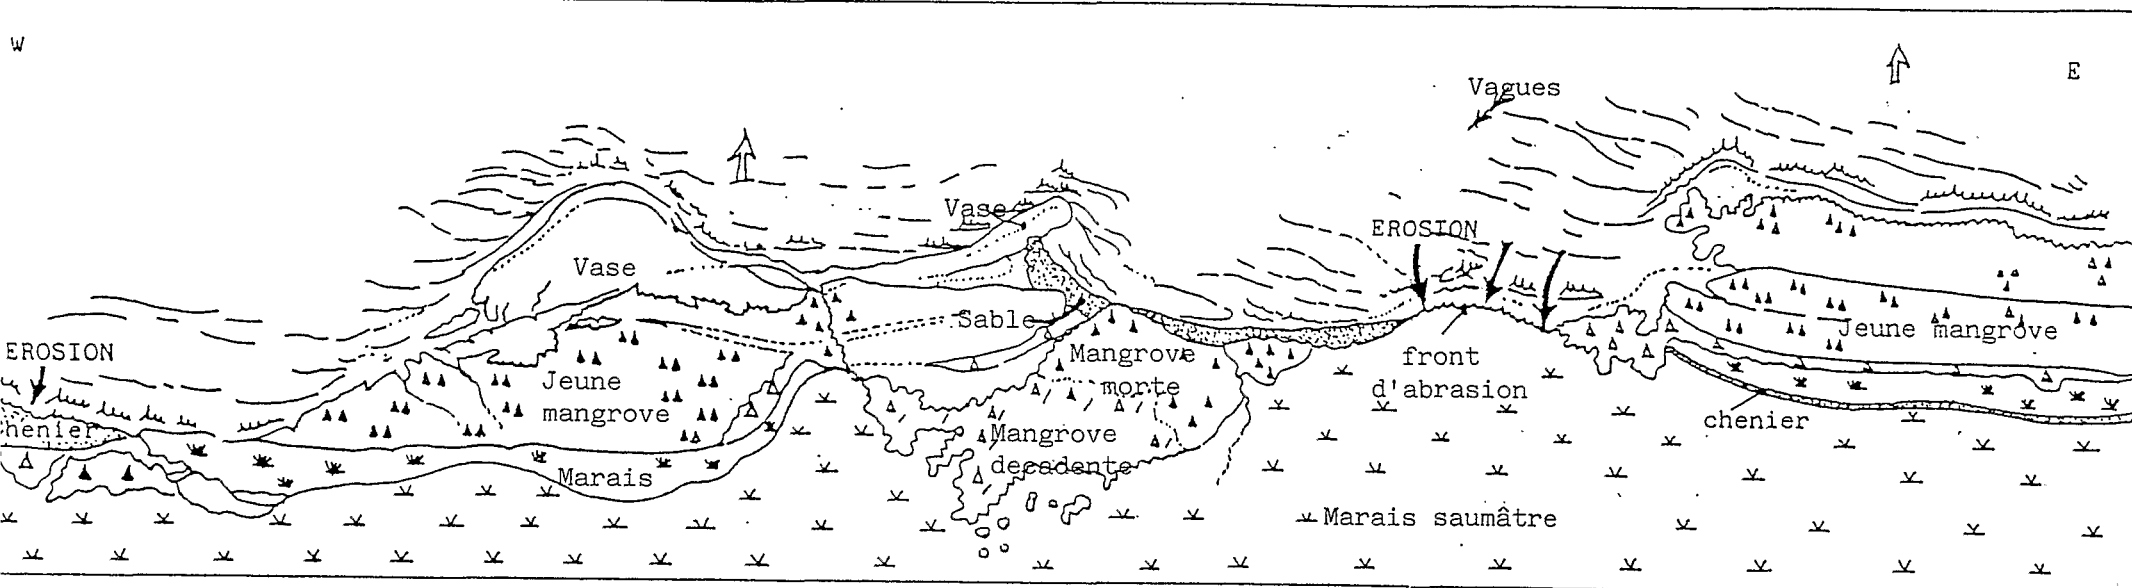 W
E
Vagues
Vase
EROSION
Vase
Sable
Jeune mangrove
EROSION
Mangrove
morte
front
d'abrasion
Jeune
mangrove
chenier
henier
Mangrove
decadente
Marais
Marais saumâtre